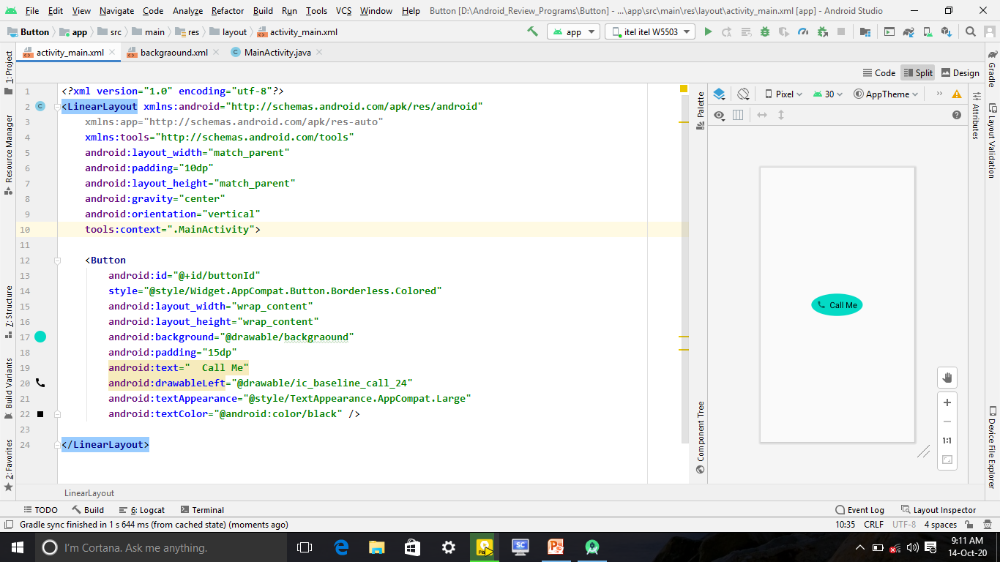 File Edit View Navigate Code Analyze Refactor Build Run Tools VCS Window Help Button [D:\Android_Review_Programs\Button] - ...\app\src\main\res\layout\activity_main.xml [app] - Android Studio
Button app src main res layout activity_main.xml app itel itel W5503
activity_main.xml backgraound.xml MainActivity.java
Code Split Design
1: Project
Resource Manager
7: Structure
Build Variants
2: Favorites
1 <?xml version="1.0" encoding="utf-8"?>
2 <LinearLayout xmlns:android="http://schemas.android.com/apk/res/android"
3 xmlns:app="http://schemas.android.com/apk/res-auto"
4 xmlns:tools="http://schemas.android.com/tools"
5 android:layout_width="match_parent"
6 android:padding="10dp"
7 android:layout_height="match_parent"
8 android:gravity="center"
9 android:orientation="vertical"
10 tools:context=".MainActivity">
11
12 <Button
13 android:id="@+id/buttonId"
14 style="@style/Widget.AppCompat.Button.Borderless.Colored"
15 android:layout_width="wrap_content"
16 android:layout_height="wrap_content"
17 android:background="@drawable/backgraound"
18 android:padding="15dp"
19 android:text="  Call Me"
20 android:drawableLeft="@drawable/ic_baseline_call_24"
21 android:textAppearance="@style/TextAppearance.AppCompat.Large"
22 android:textColor="@android:color/black" />
23
24 </LinearLayout>
Palette
Component Tree
Pixel 30 AppTheme
Call Me
1:1
Attributes
Gradle
Layout Validation
Device File Explorer
LinearLayout
TODO Build 6: Logcat Terminal Event Log Layout Inspector
Gradle sync finished in 1 s 644 ms (from cached state) (moments ago) 10:35 CRLF UTF-8 4 spaces
I'm Cortana. Ask me anything.
SC
9:11 AM
14-Oct-20